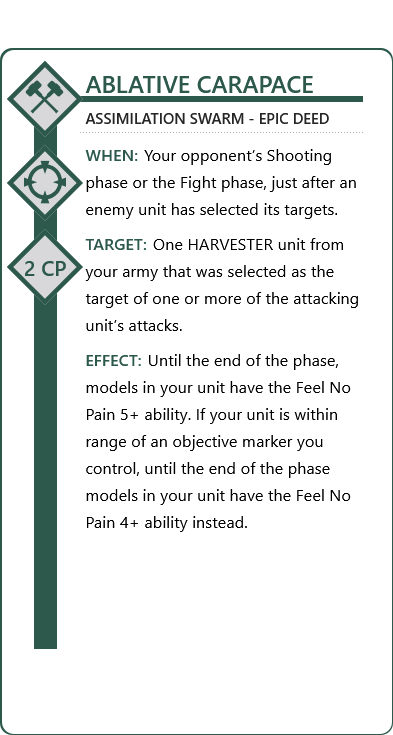 ABLATIVE CARAPACE
ASSIMILATION SWARM - EPIC DEED
WHEN: Your opponent's Shooting
phase or the Fight phase, just after an
enemy unit has selected its targets.
2 CP
TARGET: One HARVESTER unit from
your army that was selected as the
target of one or more of the attacking
unit's attacks.
EFFECT: Until the end of the phase,
models in your unit have the Feel No
Pain 5+ ability. If your unit is within
range of an objective marker you
control, until the end of the phase
models in your unit have the Feel No
Pain 4+ ability instead.